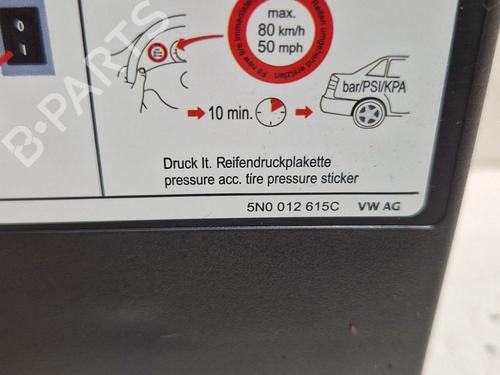 max.
80 km/h
50 mph
10 min.
bar/PSI/KPA
Druck lt. Reifendruckplakette
pressure acc. tire pressure sticker
5N0 012 615C VW AG
B-PARTS